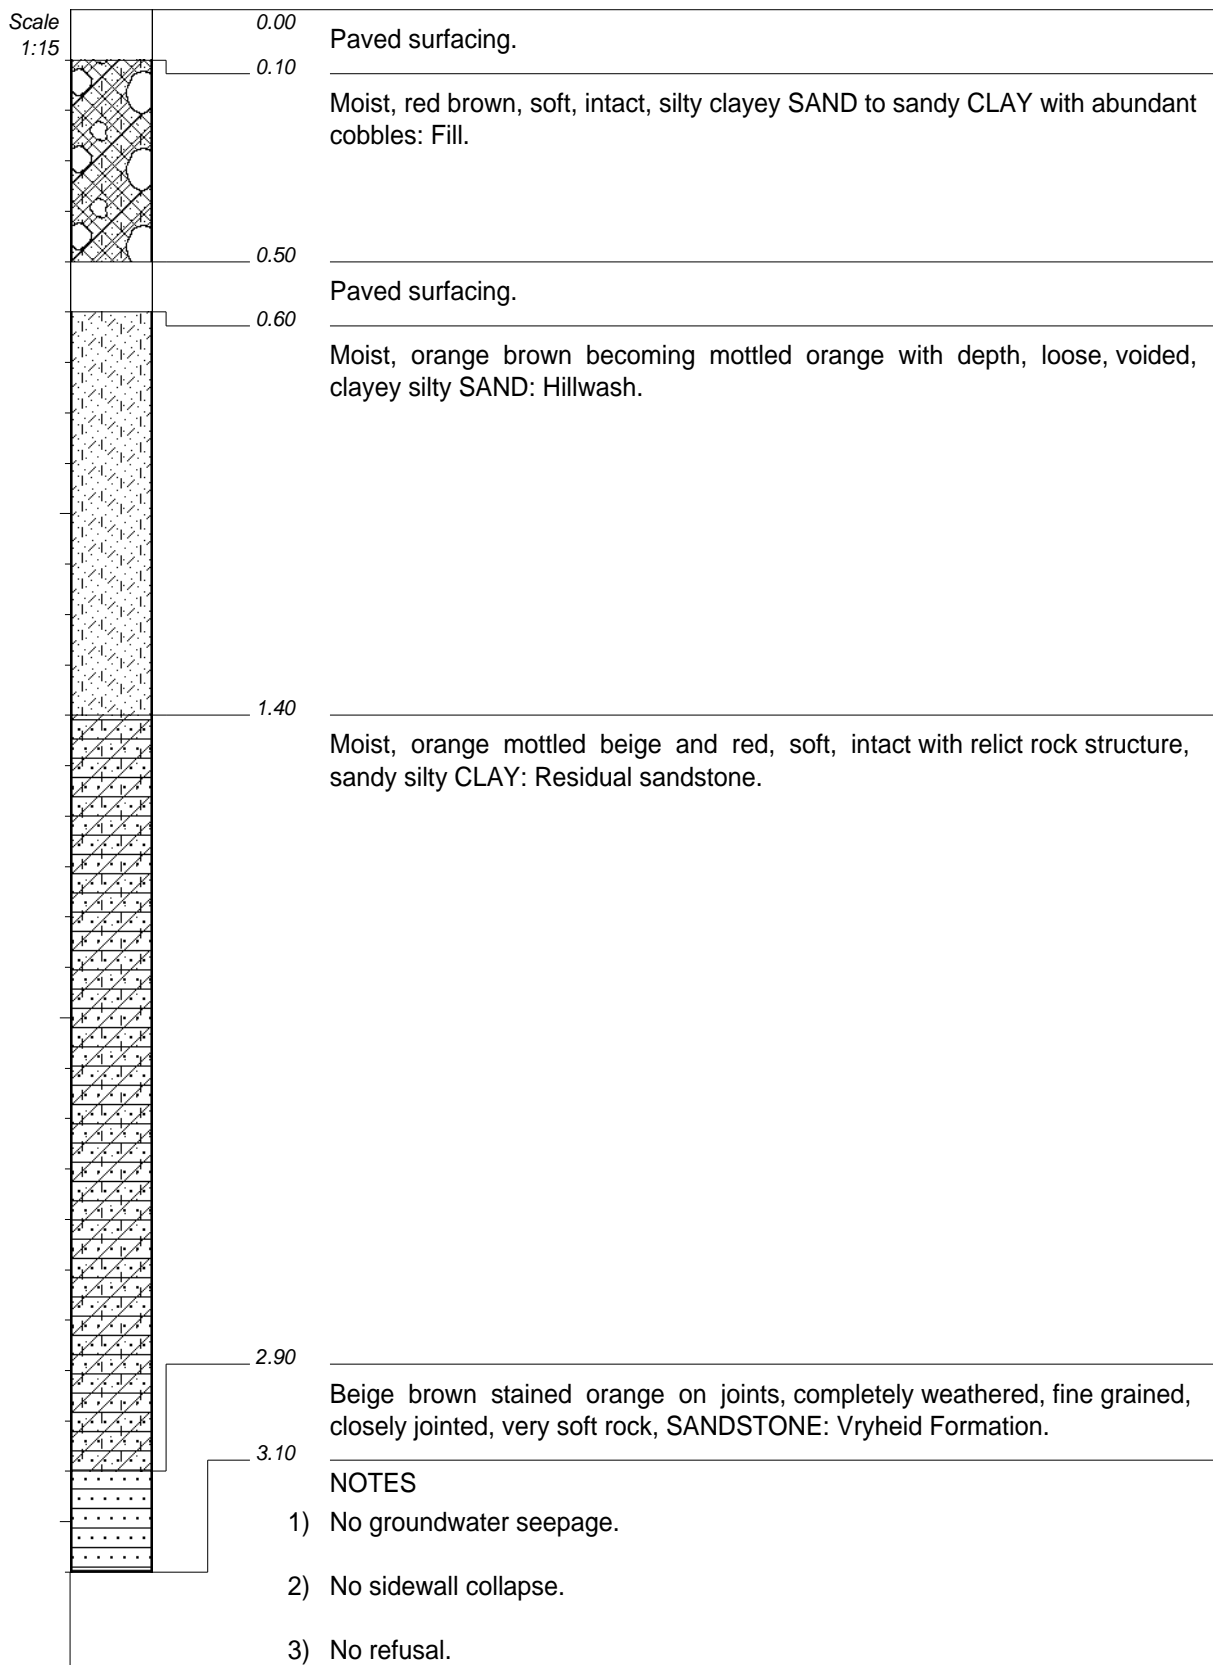 Scale
1:15
0.00
Paved surfacing.
0.10
Moist, red brown, soft, intact, silty clayey SAND to sandy CLAY with abundant
cobbles: Fill.
0.50
Paved surfacing.
0.60
Moist, orange brown becoming mottled orange with depth, loose, voided,
clayey silty SAND: Hillwash.
1.40
Moist, orange mottled beige and red, soft, intact with relict rock structure,
sandy silty CLAY: Residual sandstone.
2.90
Beige brown stained orange on joints, completely weathered, fine grained,
closely jointed, very soft rock, SANDSTONE: Vryheid Formation.
3.10
NOTES
1) No groundwater seepage.
2) No sidewall collapse.
3) No refusal.